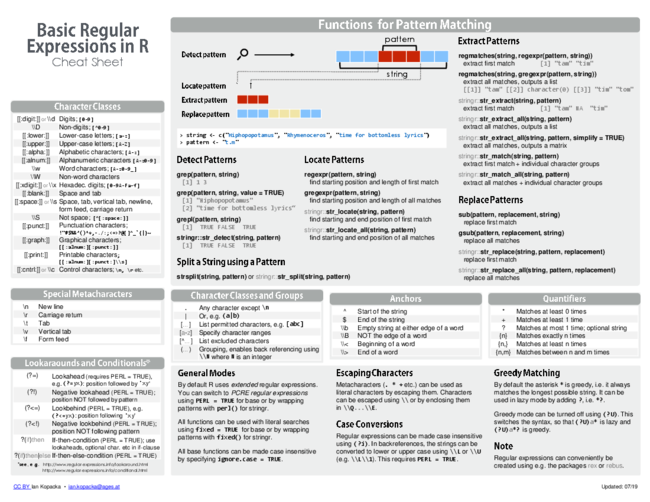 Basic Regular
Expressions in R
Cheat Sheet
Functions for Pattern Matching
Detect pattern
pattern
string
Locate pattern
Extract pattern
Replace pattern
> string <- c("Hiphopopotamus", "Rhymenoceros", "time for bottomless lyrics")
> pattern <- "t.m"
Detect Patterns
grep(pattern, string)
[1] 1 3
grep(pattern, string, value = TRUE)
[1] "Hiphopopotamus"
[2] "time for bottomless lyrics"
grepl(pattern, string)
[1] TRUE FALSE TRUE
stringr::str_detect(string, pattern)
[1] TRUE FALSE TRUE
Split a String using a Pattern
strsplit(string, pattern) or stringr::str_split(string, pattern)
Locate Patterns
regexpr(pattern, string)
find starting position and length of first match
gregexpr(pattern, string)
find starting position and length of all matches
stringr::str_locate(string, pattern)
find starting and end position of first match
stringr::str_locate_all(string, pattern)
find starting and end position of all matches
Extract Patterns
regmatches(string, regexpr(pattern, string))
extract first match [1] "tam" "tim"
regmatches(string, gregexpr(pattern, string))
extract all matches, outputs a list
[[1]] "tam" [[2]] character(0) [[3]] "tim" "tom"
stringr::str_extract(string, pattern)
extract first match [1] "tam" NA "tim"
stringr::str_extract_all(string, pattern)
extract all matches, outputs a list
stringr::str_extract_all(string, pattern, simplify = TRUE)
extract all matches, outputs a matrix
stringr::str_match(string, pattern)
extract first match + individual character groups
stringr::str_match_all(string, pattern)
extract all matches + individual character groups
Replace Patterns
sub(pattern, replacement, string)
replace first match
gsub(pattern, replacement, string)
replace all matches
stringr::str_replace(string, pattern, replacement)
replace first match
stringr::str_replace_all(string, pattern, replacement)
replace all matches
Character Classes
[[:digit:]] or \\d Digits; [0-9]
\\D Non-digits; [^0-9]
[[:lower:]] Lower-case letters; [a-z]
[[:upper:]] Upper-case letters; [A-Z]
[[:alpha:]] Alphabetic characters; [A-z]
[[:alnum:]] Alphanumeric characters [A-z0-9]
\\w Word characters; [A-z0-9_]
\\W Non-word characters
[[:xdigit:]] or \\x Hexadec. digits; [0-9A-Fa-f]
[[:blank:]] Space and tab
[[:space:]] or \\s Space, tab, vertical tab, newline,
form feed, carriage return
\\S Not space; [^[:space:]]
[[:punct:]] Punctuation characters;
!"#$%&'()*+,-./:;<=>?@[]^_`{|}~
[[:graph:]] Graphical characters;
[[:alnum:][:punct:]]
[[:print:]] Printable characters;
[[:alnum:][:punct:]\\s]
[[:cntrl:]] or \\c Control characters; \n, \r etc.
Special Metacharacters
\n New line
\r Carriage return
\t Tab
\v Vertical tab
\f Form feed
Lookarounds and Conditionals*
(?=) Lookahead (requires PERL = TRUE),
e.g. (?=yx): position followed by 'xy'
(?!) Negative lookahead (PERL = TRUE);
position NOT followed by pattern
(?<=) Lookbehind (PERL = TRUE), e.g.
(?<=yx): position following 'xy'
(?<!) Negative lookbehind (PERL = TRUE);
position NOT following pattern
?(if)then If-then-condition (PERL = TRUE); use
lookaheads, optional char. etc in if-clause
?(if)then|else If-then-else-condition (PERL = TRUE)
*see, e.g. http://www.regular-expressions.info/lookaround.html
http://www.regular-expressions.info/conditional.html
Character Classes and Groups
. Any character except \n
| Or, e.g. (a|b)
[…] List permitted characters, e.g. [abc]
[a-z] Specify character ranges
[^…] List excluded characters
(…) Grouping, enables back referencing using
\\N where N is an integer
Anchors
^ Start of the string
$ End of the string
\\b Empty string at either edge of a word
\\B NOT the edge of a word
\\< Beginning of a word
\\> End of a word
Quantifiers
* Matches at least 0 times
+ Matches at least 1 time
? Matches at most 1 time; optional string
{n} Matches exactly n times
{n,} Matches at least n times
{n,m} Matches between n and m times
General Modes
By default R uses extended regular expressions.
You can switch to PCRE regular expressions
using PERL = TRUE for base or by wrapping
patterns with perl() for stringr.
All functions can be used with literal searches
using fixed = TRUE for base or by wrapping
patterns with fixed() for stringr.
All base functions can be made case insensitive
by specifying ignore.case = TRUE.
Escaping Characters
Metacharacters (. * + etc.) can be used as
literal characters by escaping them. Characters
can be escaped using \\ or by enclosing them
in \\Q...\\E.
Case Conversions
Regular expressions can be made case insensitive
using (?i). In backreferences, the strings can be
converted to lower or upper case using \\L or \\U
(e.g. \\L\\1). This requires PERL = TRUE.
Greedy Matching
By default the asterisk * is greedy, i.e. it always
matches the longest possible string. It can be
used in lazy mode by adding ?, i.e. *?.
Greedy mode can be turned off using (?U). This
switches the syntax, so that (?U)a* is lazy and
(?U)a*? is greedy.
Note
Regular expressions can conveniently be
created using e.g. the packages rex or rebus.
CC BY Ian Kopacka • ian.kopacka@ages.at
Updated: 07/19